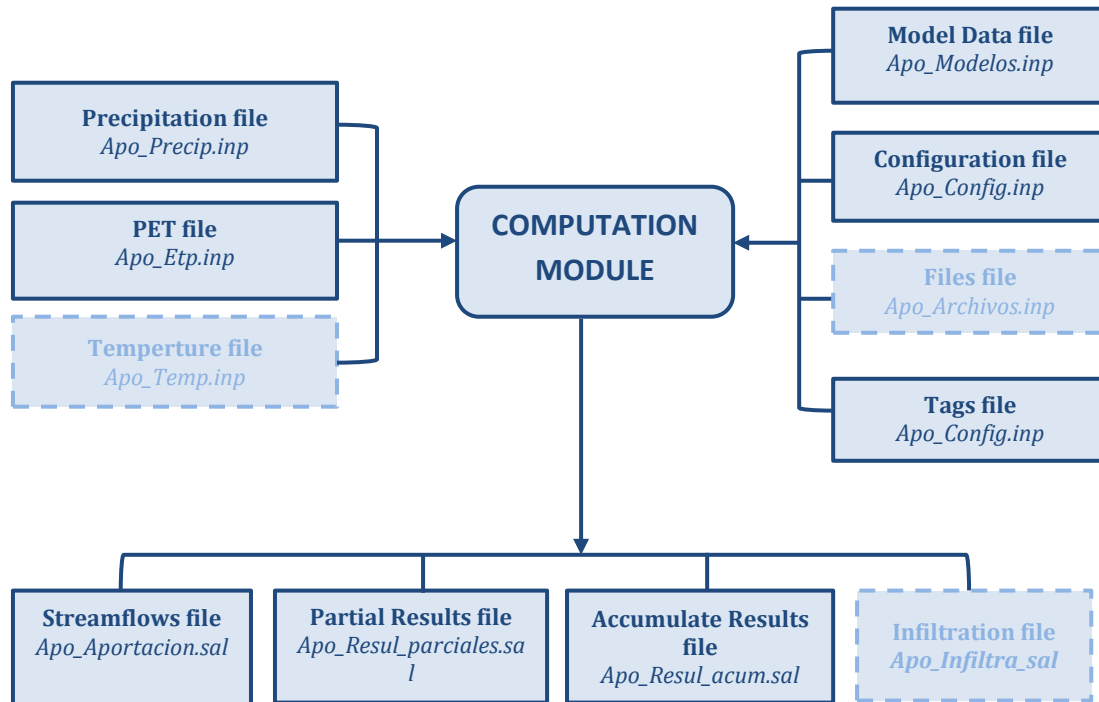 Precipitation file
Apo_Precip.inp
PET file
Apo_Etp.inp
Temperture file
Apo_Temp.inp
COMPUTATION
MODULE
Model Data file
Apo_Modelos.inp
Configuration file
Apo_Config.inp
Files file
Apo_Archivos.inp
Tags file
Apo_Config.inp
Streamflows file
Apo_Aportacion.sal
Partial Results file
Apo_Resul_parciales.sa
l
Accumulate Results
file
Apo_Resul_acum.sal
Infiltration file
Apo_Infiltra_sal